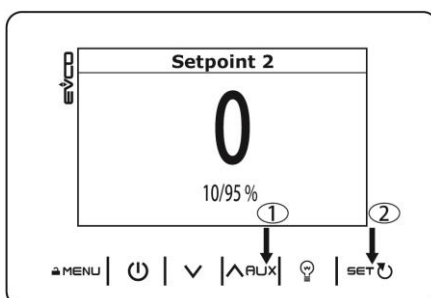 EVCO
Setpoint 2
0
10/95 %
① ②
MENU AUX SET